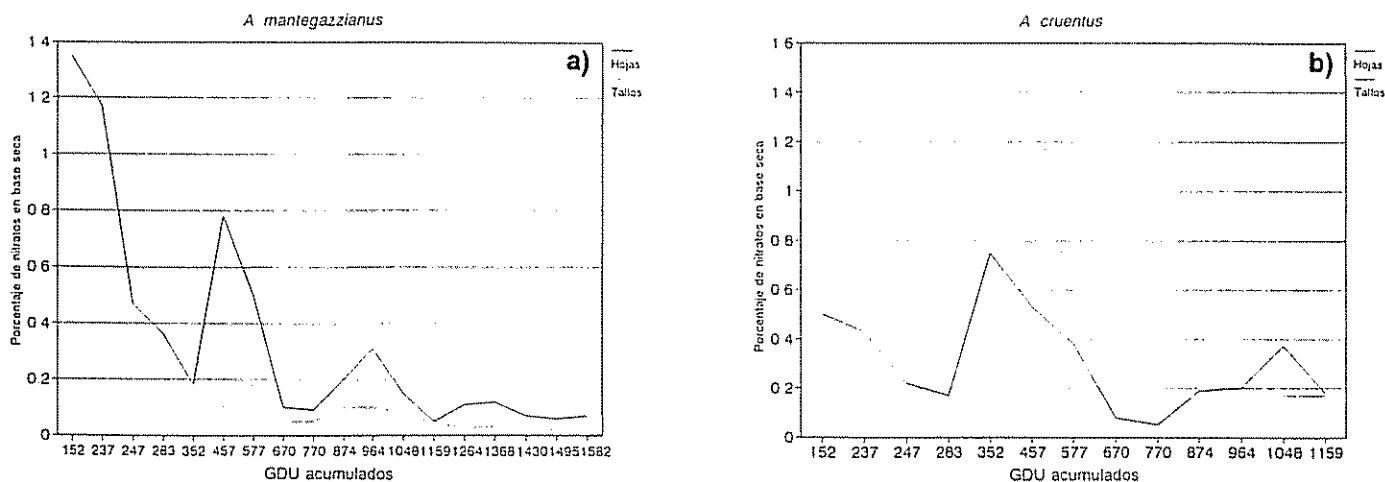 A mantegazzianus
a)
Hojas
Tallos
Porcentaje de nitratos en base seca
1 4
1 2
1
0 8
0 6
0 4
0 2
0
152 237 247 283 352 457 577 670 770 874 964 1048 1159 1264 1368 1430 1495 1582
GDU acumulados
A cruentus
b)
Hojas
Tallos
Porcentaje de nitratos en base seca
1 6
1 4
1 2
1
0 8
0 6
0 4
0 2
0
152 237 247 283 352 457 577 670 770 874 964 1048 1159
GDU acumulados